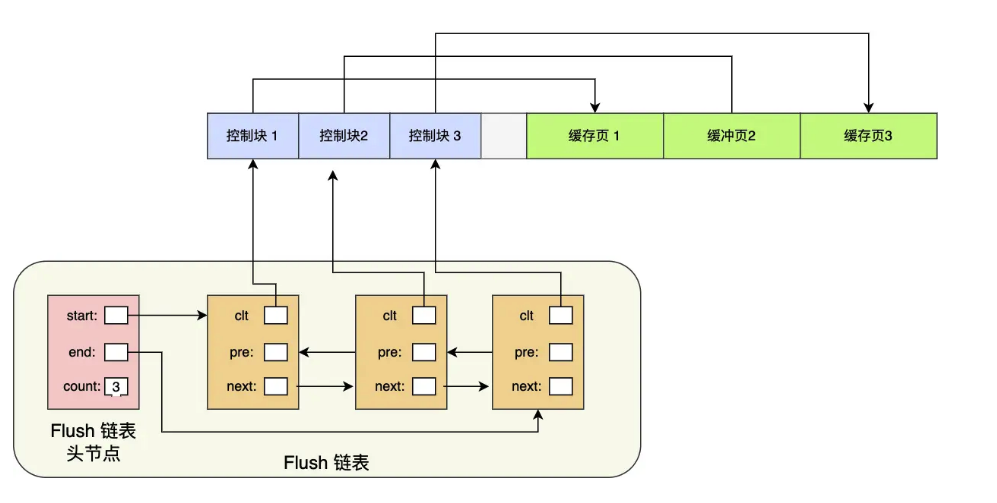 控制块 1
控制块2
控制块 3
缓存页 1
缓冲页2
缓存页3
start:
end:
count: 3
Flush 链表
头节点
clt
pre:
next:
clt
pre:
next:
clt
pre:
next:
Flush 链表